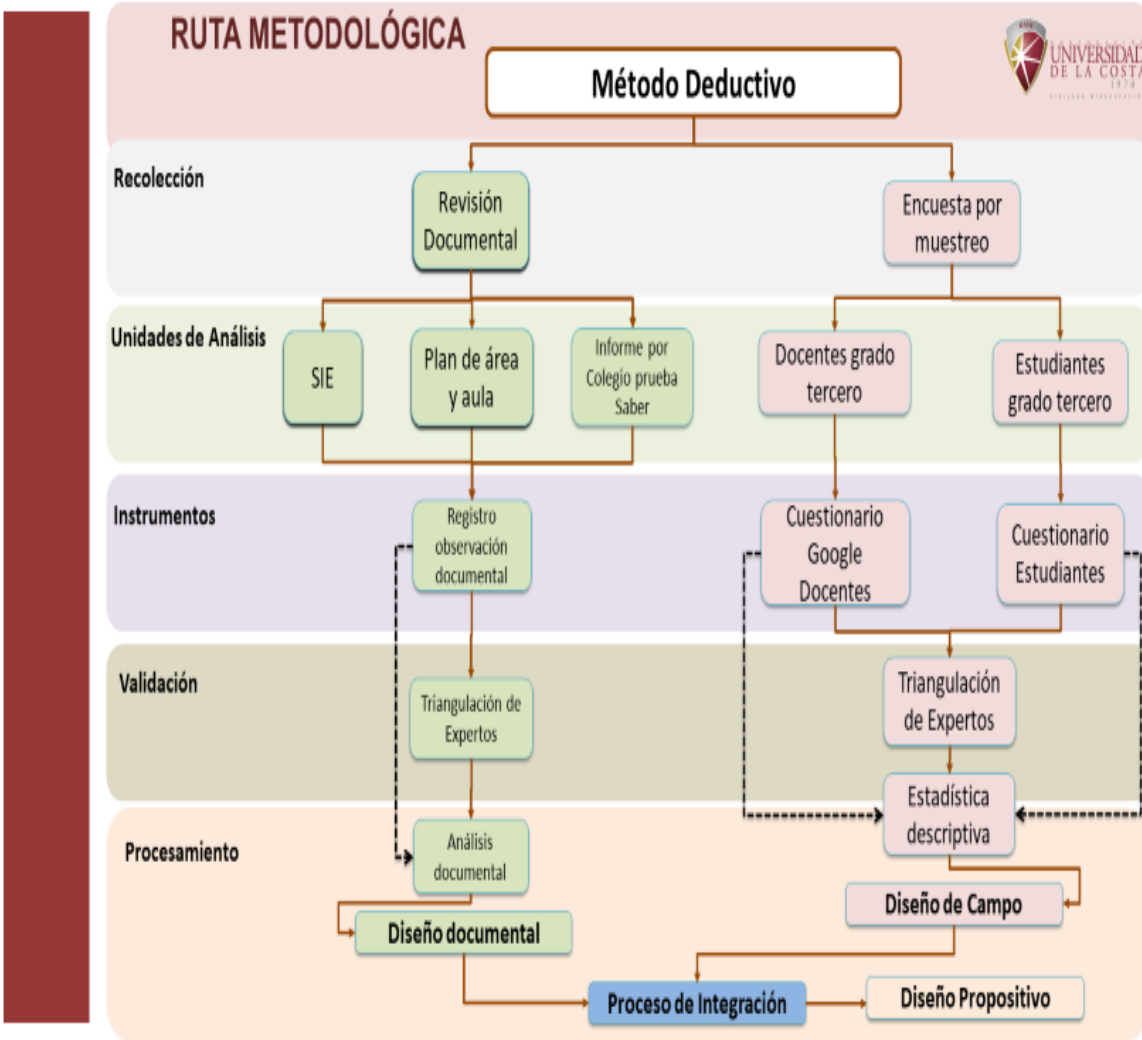 RUTA METODOLÓGICA
UNIVERSIDAD
DE LA COSTA
1970
Método Deductivo
Recolección
Revisión
Documental
Encuesta por
muestreo
Unidades de Análisis
SIE
Plan de área
y aula
Informe por
Colegio prueba
Saber
Docentes grado
tercero
Estudiantes
grado tercero
Instrumentos
Registro
observación
documental
Cuestionario
Google
Docentes
Cuestionario
Estudiantes
Validación
Triangulación de
Expertos
Triangulación
de Expertos
Estadística
descriptiva
Procesamiento
Análisis
documental
Diseño documental
Diseño de Campo
Proceso de Integración
Diseño Propositivo